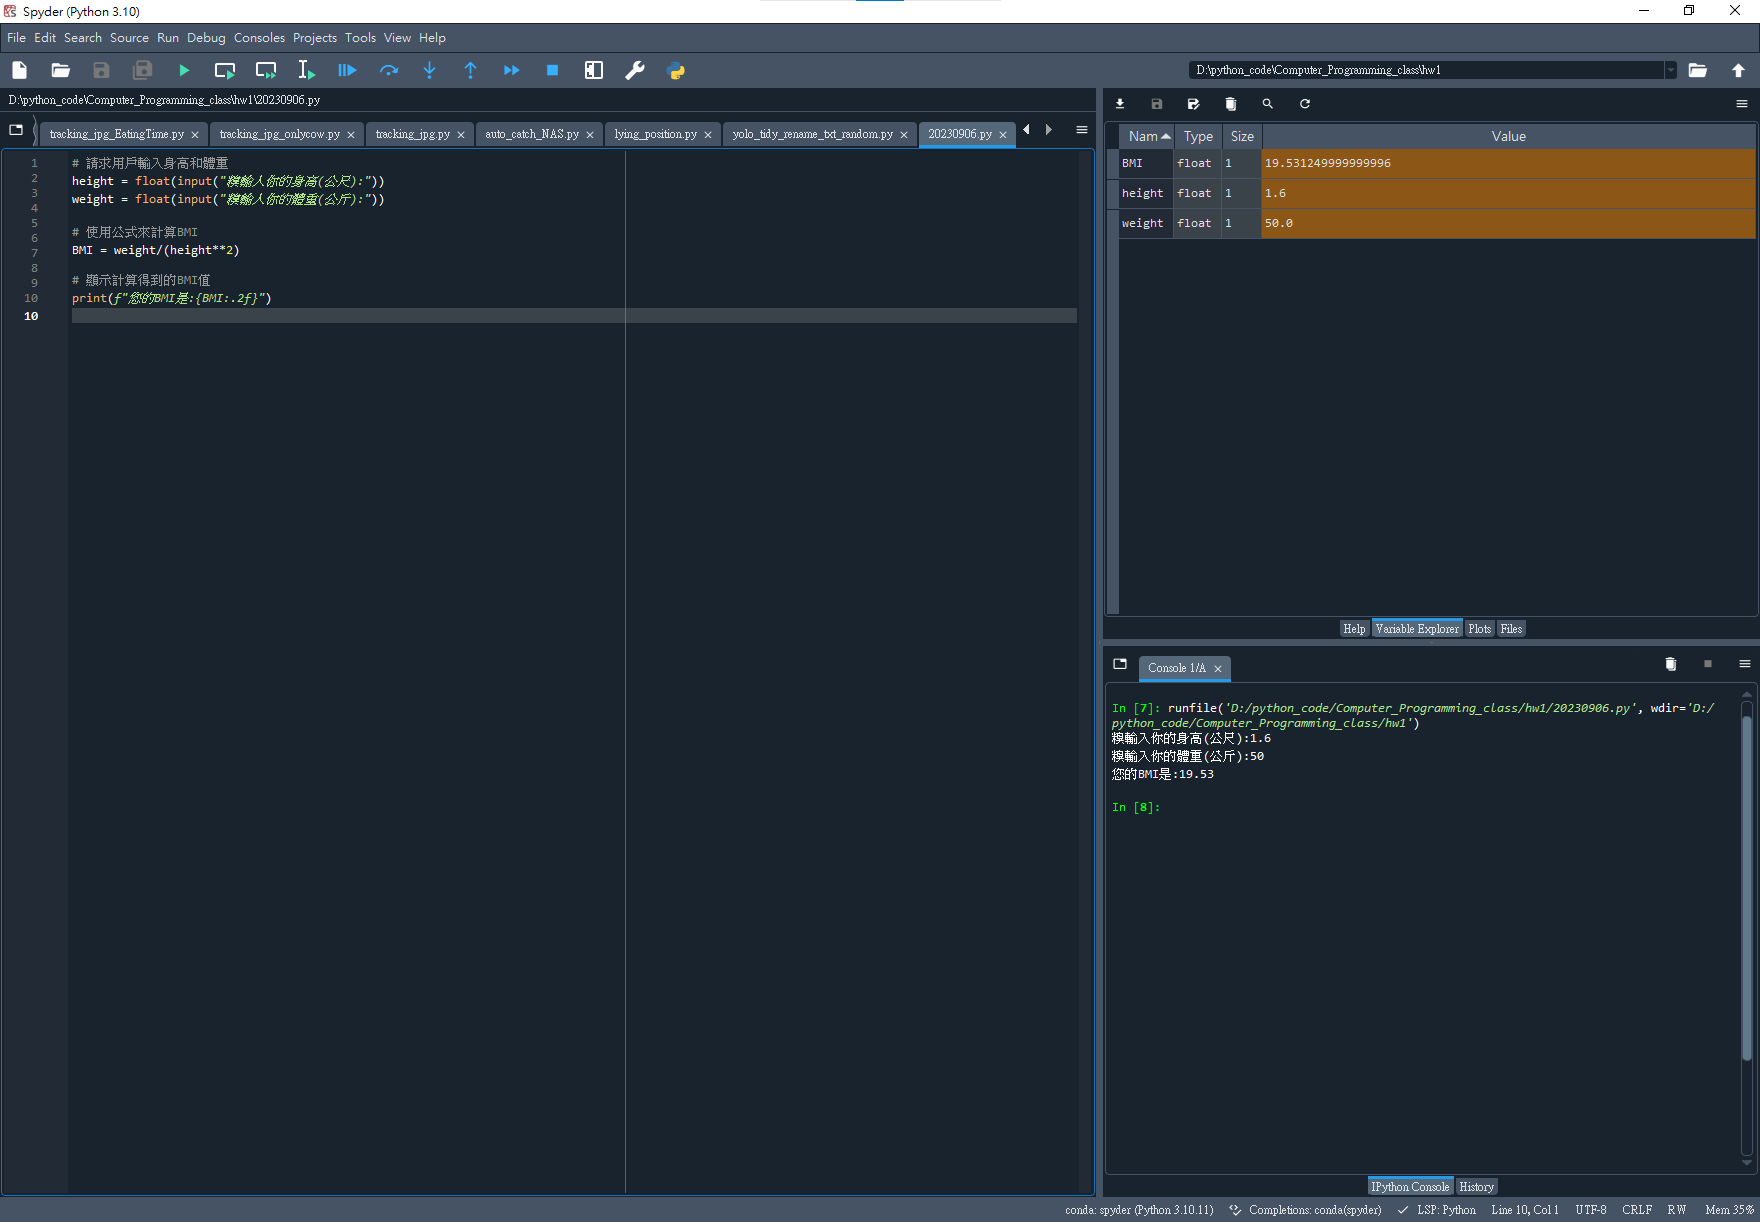 Spyder (Python 3.10)
File Edit Search Source Run Debug Consoles Projects Tools View Help
D:\python_code\Computer_Programming_class\hw1
D:\python_code\Computer_Programming_class\hw1\20230906.py
tracking_jpg_EatingTime.py tracking_jpg_onlycow.py tracking_jpg.py auto_catch_NAS.py lying_position.py yolo_tidy_rename_txt_random.py 20230906.py
1 # 請求用戶輸入身高和體重
2 height = float(input("糗輸入你的身高(公尺):"))
3 weight = float(input("糗輸入你的體重(公斤):"))
4
5 # 使用公式來計算BMI
6 BMI = weight/(height**2)
7
8 # 顯示計算得到的BMI值
9 print(f"您的BMI是:{BMI:.2f}")
10
10
Nam Type Size Value
BMI float 1 19.531249999999996
height float 1 1.6
weight float 1 50.0
Help Variable Explorer Plots Files
Console 1/A
In [7]: runfile('D:/python_code/Computer_Programming_class/hw1/20230906.py', wdir='D:/
python_code/Computer_Programming_class/hw1')
糗輸入你的身高(公尺):1.6
糗輸入你的體重(公斤):50
您的BMI是:19.53
In [8]:
IPython Console History
conda: spyder (Python 3.10.11) Completions: conda(spyder) LSP: Python Line 10, Col 1 UTF-8 CRLF RW Mem 35%